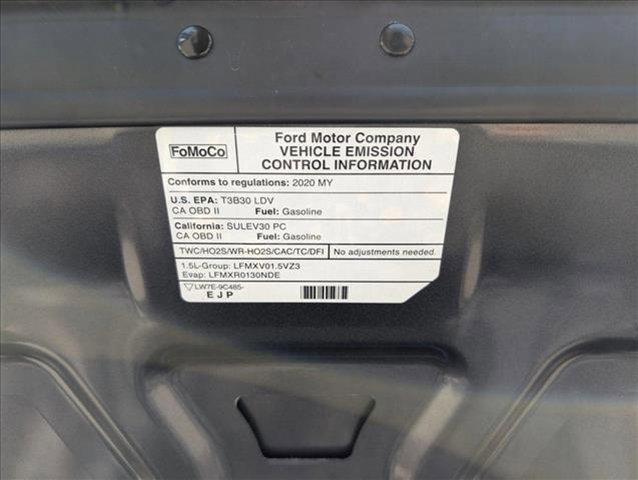 FoMoCo
Ford Motor Company
VEHICLE EMISSION
CONTROL INFORMATION
Conforms to regulations: 2020 MY
U.S. EPA: T3B30 LDV
CA OBD II Fuel: Gasoline
California: SULEV30 PC
CA OBD II Fuel: Gasoline
TWC/HO2S/WR-HO2S/CAC/TC/DFI No adjustments needed.
1.5L-Group: LFMXV01.5VZ3
Evap: LFMXR0130NDE
LW7E-9C485-
E J P